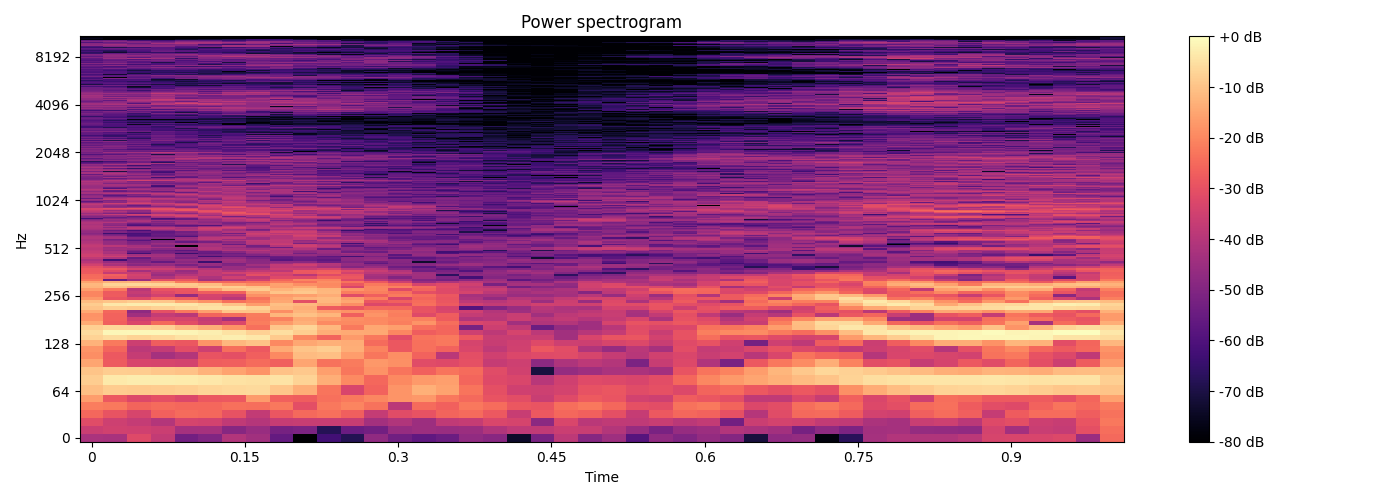 Power spectrogram
Hz
8192
4096
2048
1024
512
256
128
64
0
0 0.15 0.3 0.45 0.6 0.75 0.9
Time
+0 dB
-10 dB
-20 dB
-30 dB
-40 dB
-50 dB
-60 dB
-70 dB
-80 dB